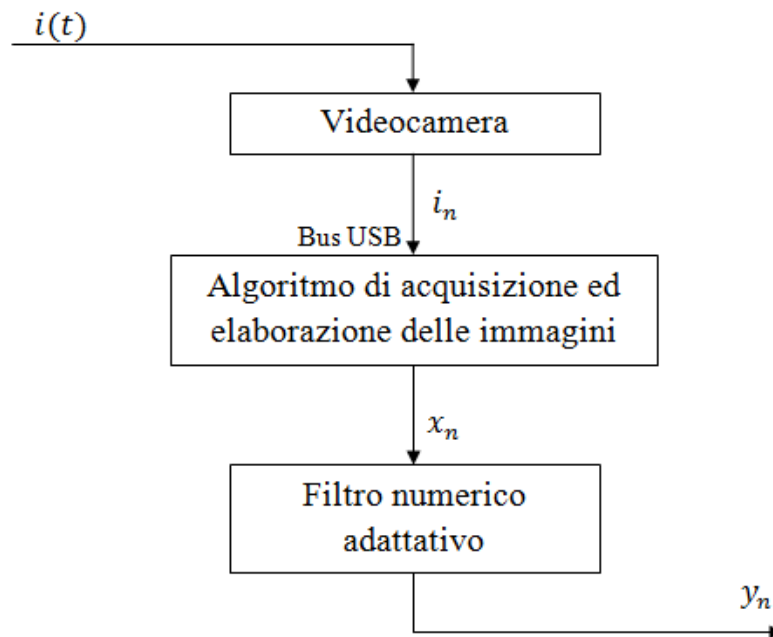 i(t)
Videocamera
i_n
Bus USB
Algoritmo di acquisizione ed
elaborazione delle immagini
x_n
Filtro numerico
adattativo
y_n